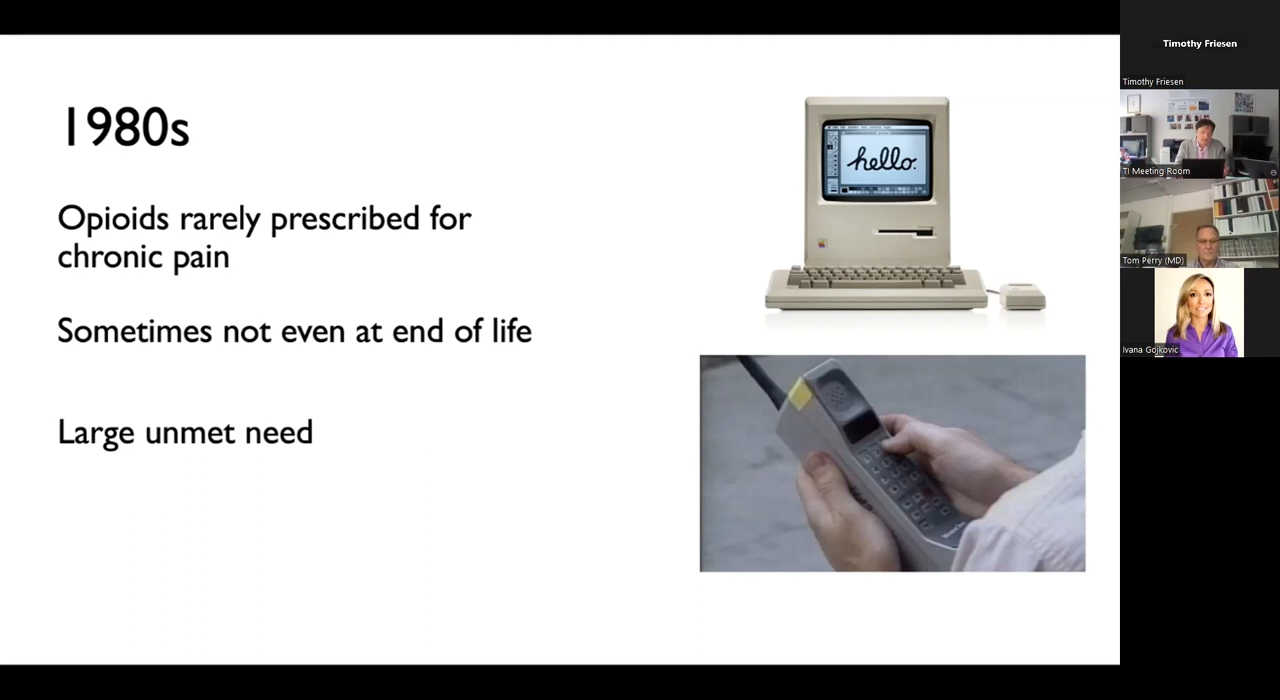 1980s
Opioids rarely prescribed for
chronic pain
Sometimes not even at end of life
Large unmet need
hello.
Timothy Friesen
Timothy Friesen
TI Meeting Room
Tom Perry (MD)
Ivana Gojkovic